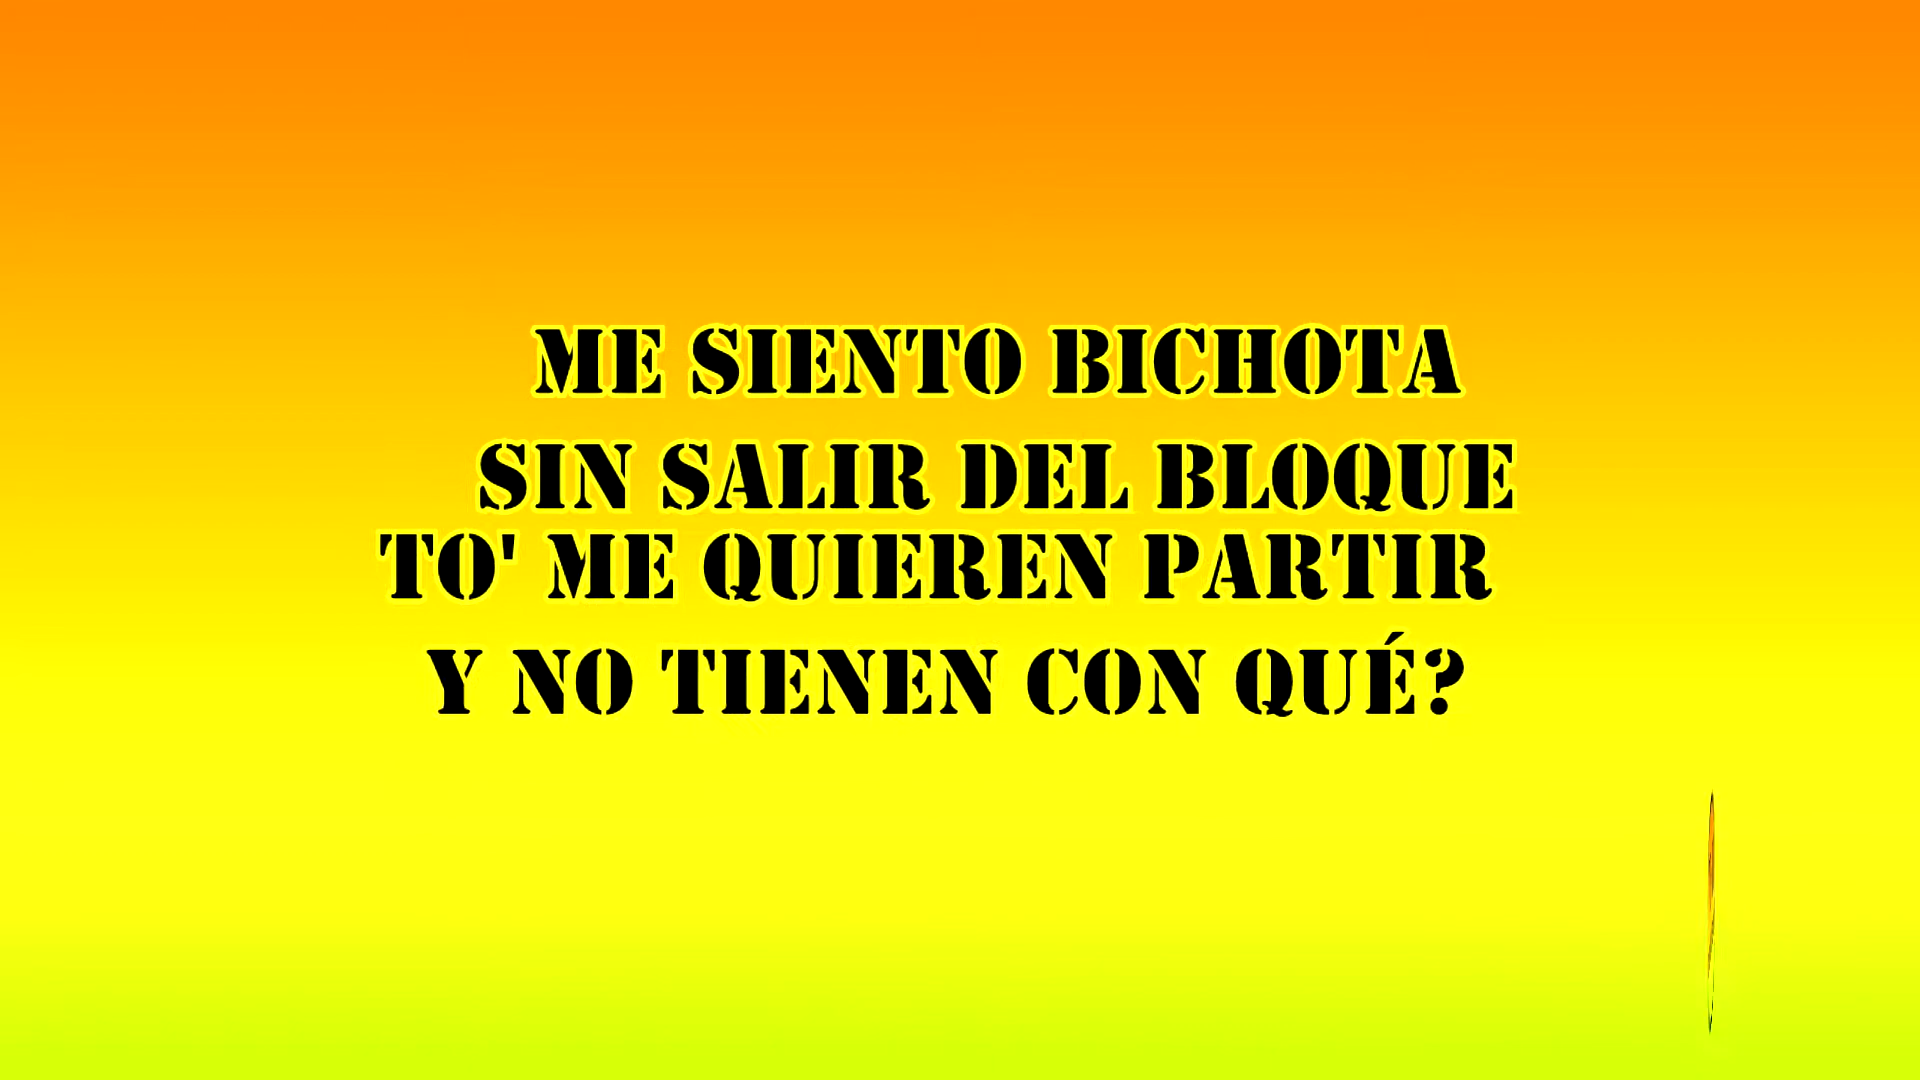 ME SIENTO BICHOTA
SIN SALIR DEL BLOQUE
TO' ME QUIEREN PARTIR
Y NO TIENEN CON QUÉ?